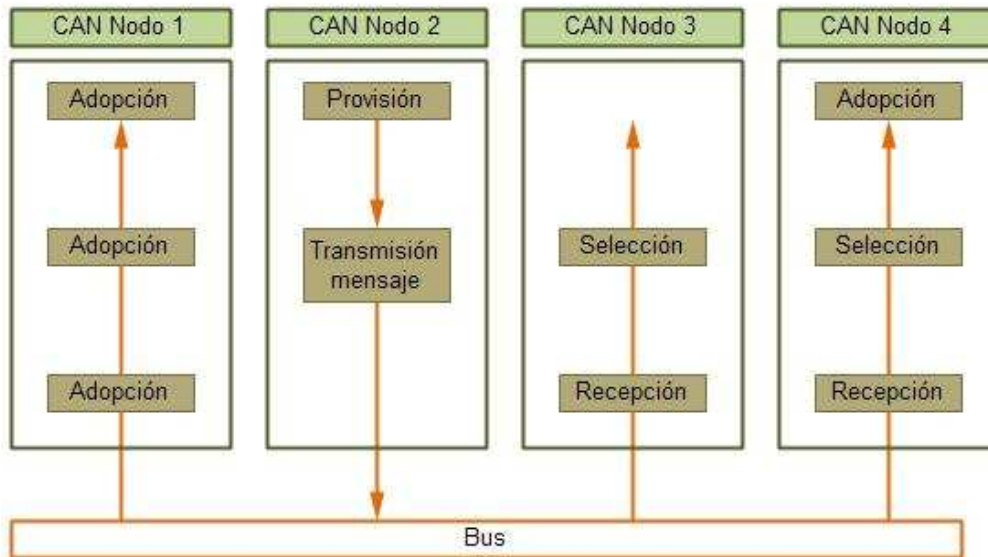 CAN Nodo 1
CAN Nodo 2
CAN Nodo 3
CAN Nodo 4
Adopción
Provisión
Adopción
Adopción
Transmisión
mensaje
Selección
Selección
Adopción
Recepción
Recepción
Bus